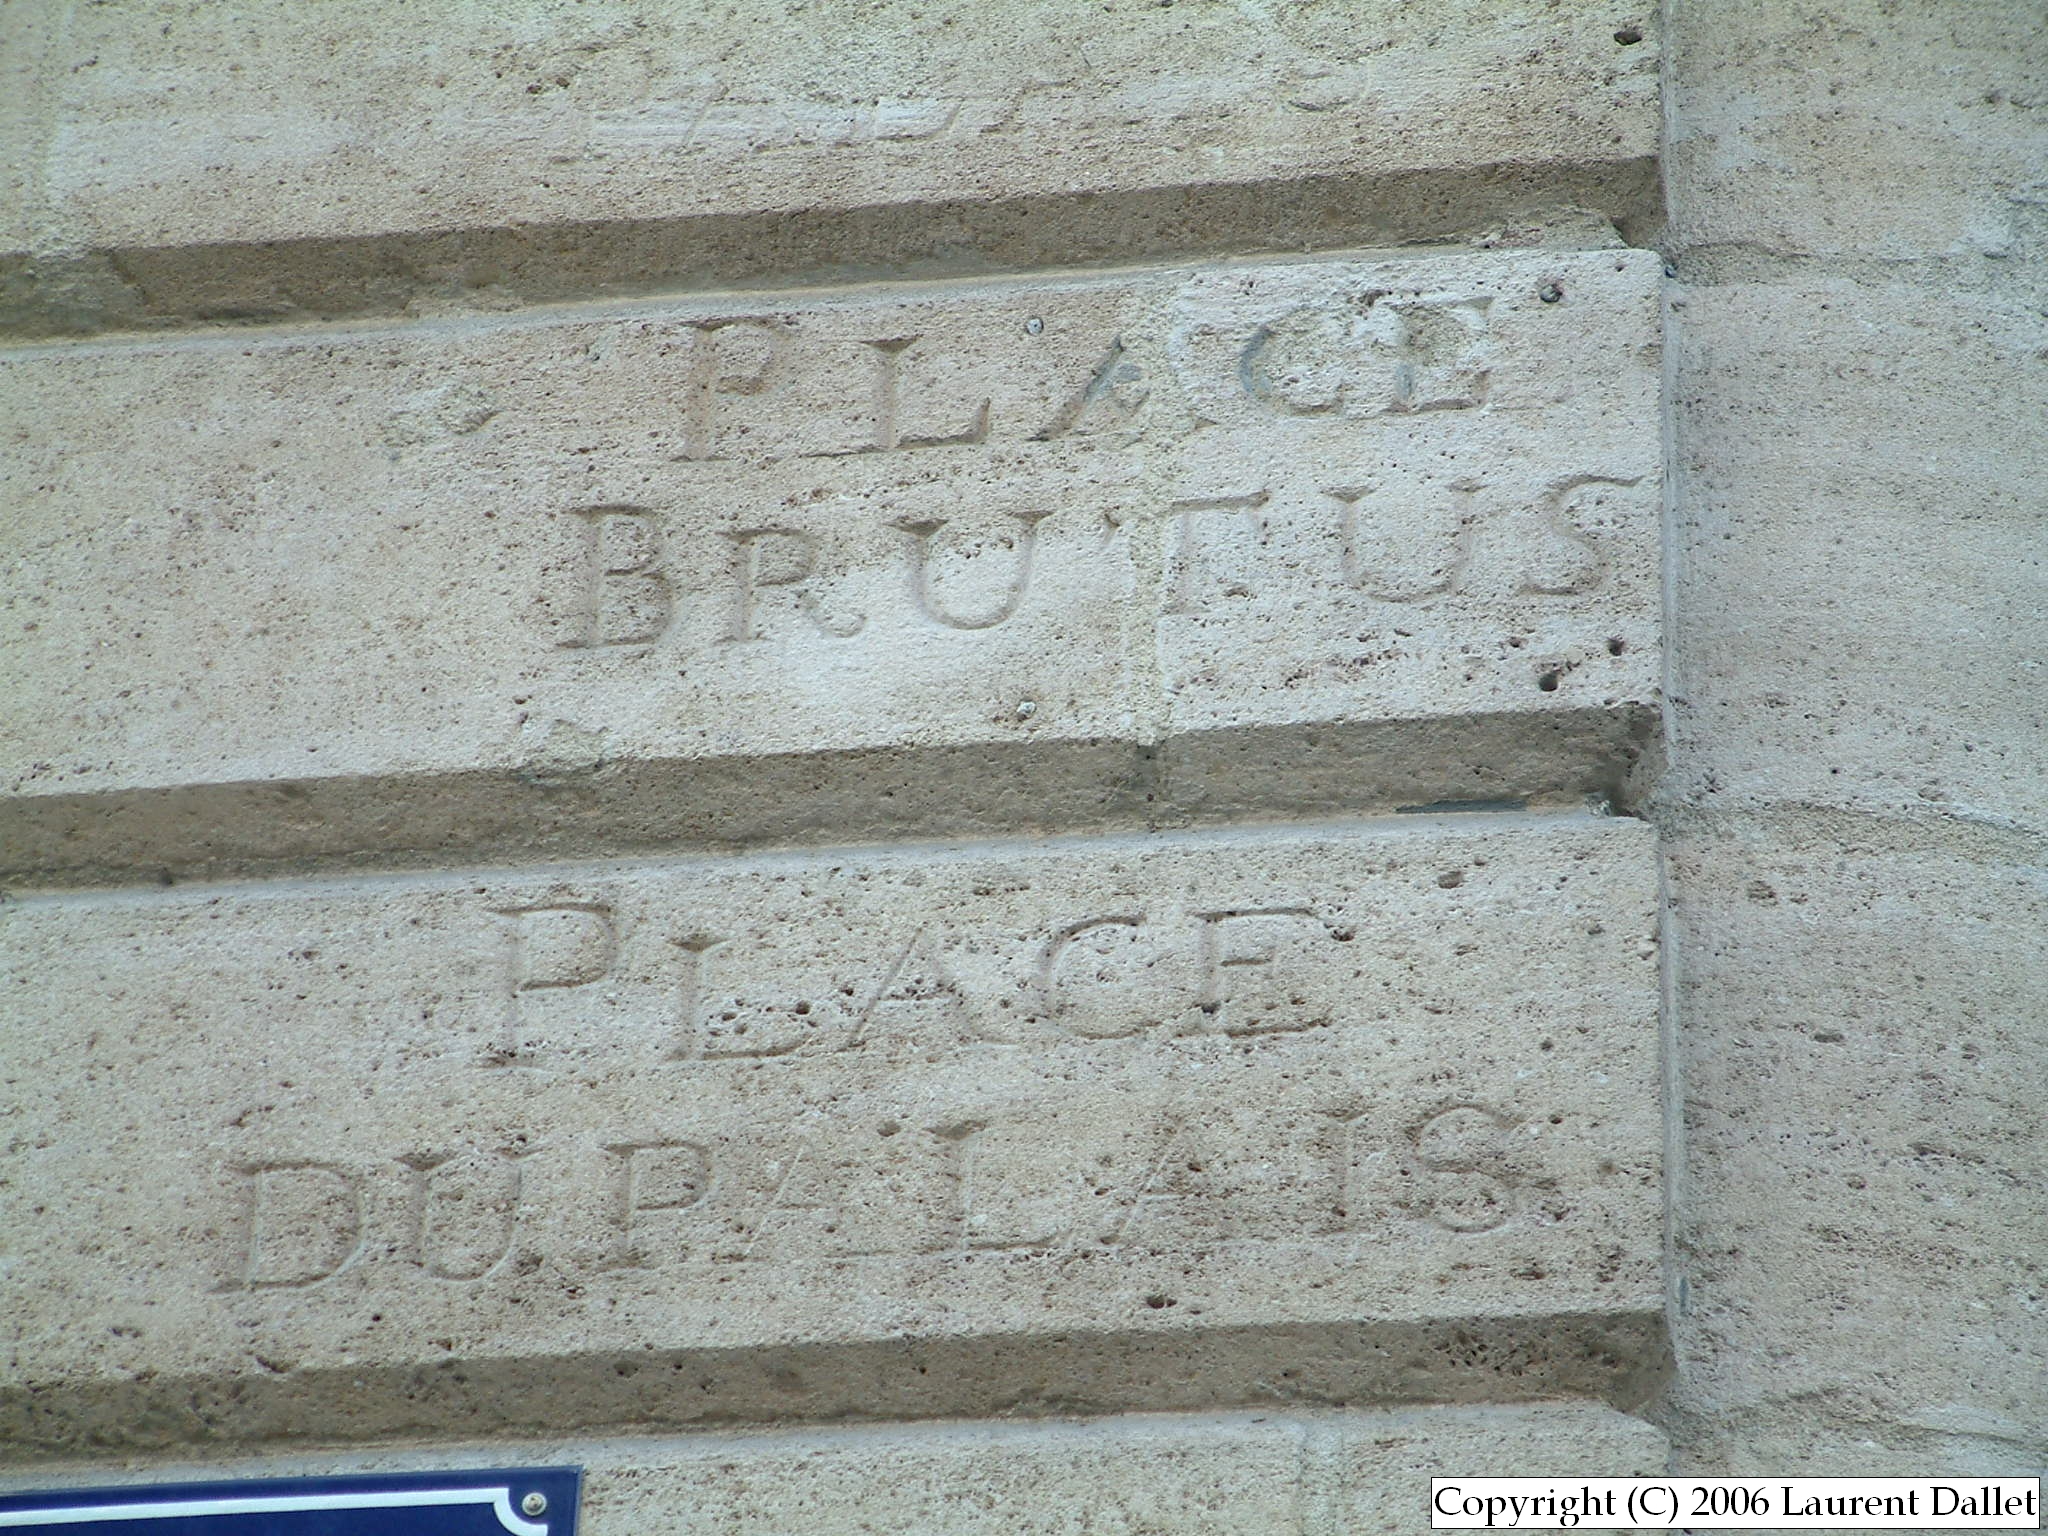 PLACE
BRUTUS
PLACE
DU PALAIS
Copyright (C) 2006 Laurent Dallet